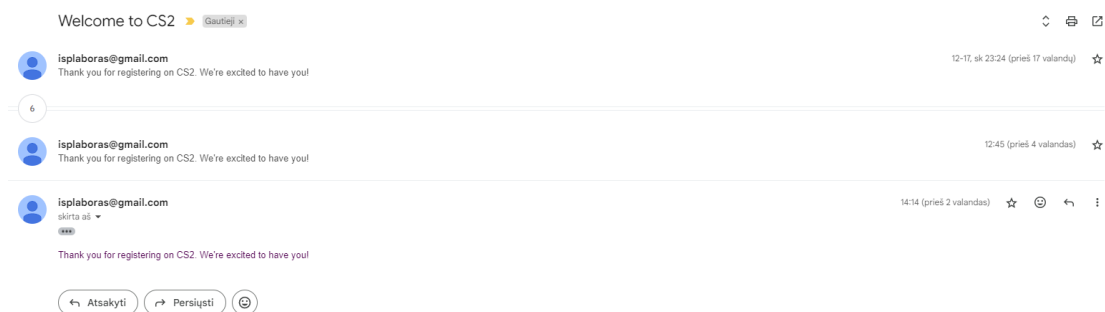 Welcome to CS2 Gautieji x
isplaboras@gmail.com 12-17, sk 23:24 (prieš 17 valandų)
Thank you for registering on CS2. We're excited to have you!
6
isplaboras@gmail.com 12:45 (prieš 4 valandas)
Thank you for registering on CS2. We're excited to have you!
isplaboras@gmail.com 14:14 (prieš 2 valandas)
skirta aš
Thank you for registering on CS2. We're excited to have you!
Atsakyti Persiųsti